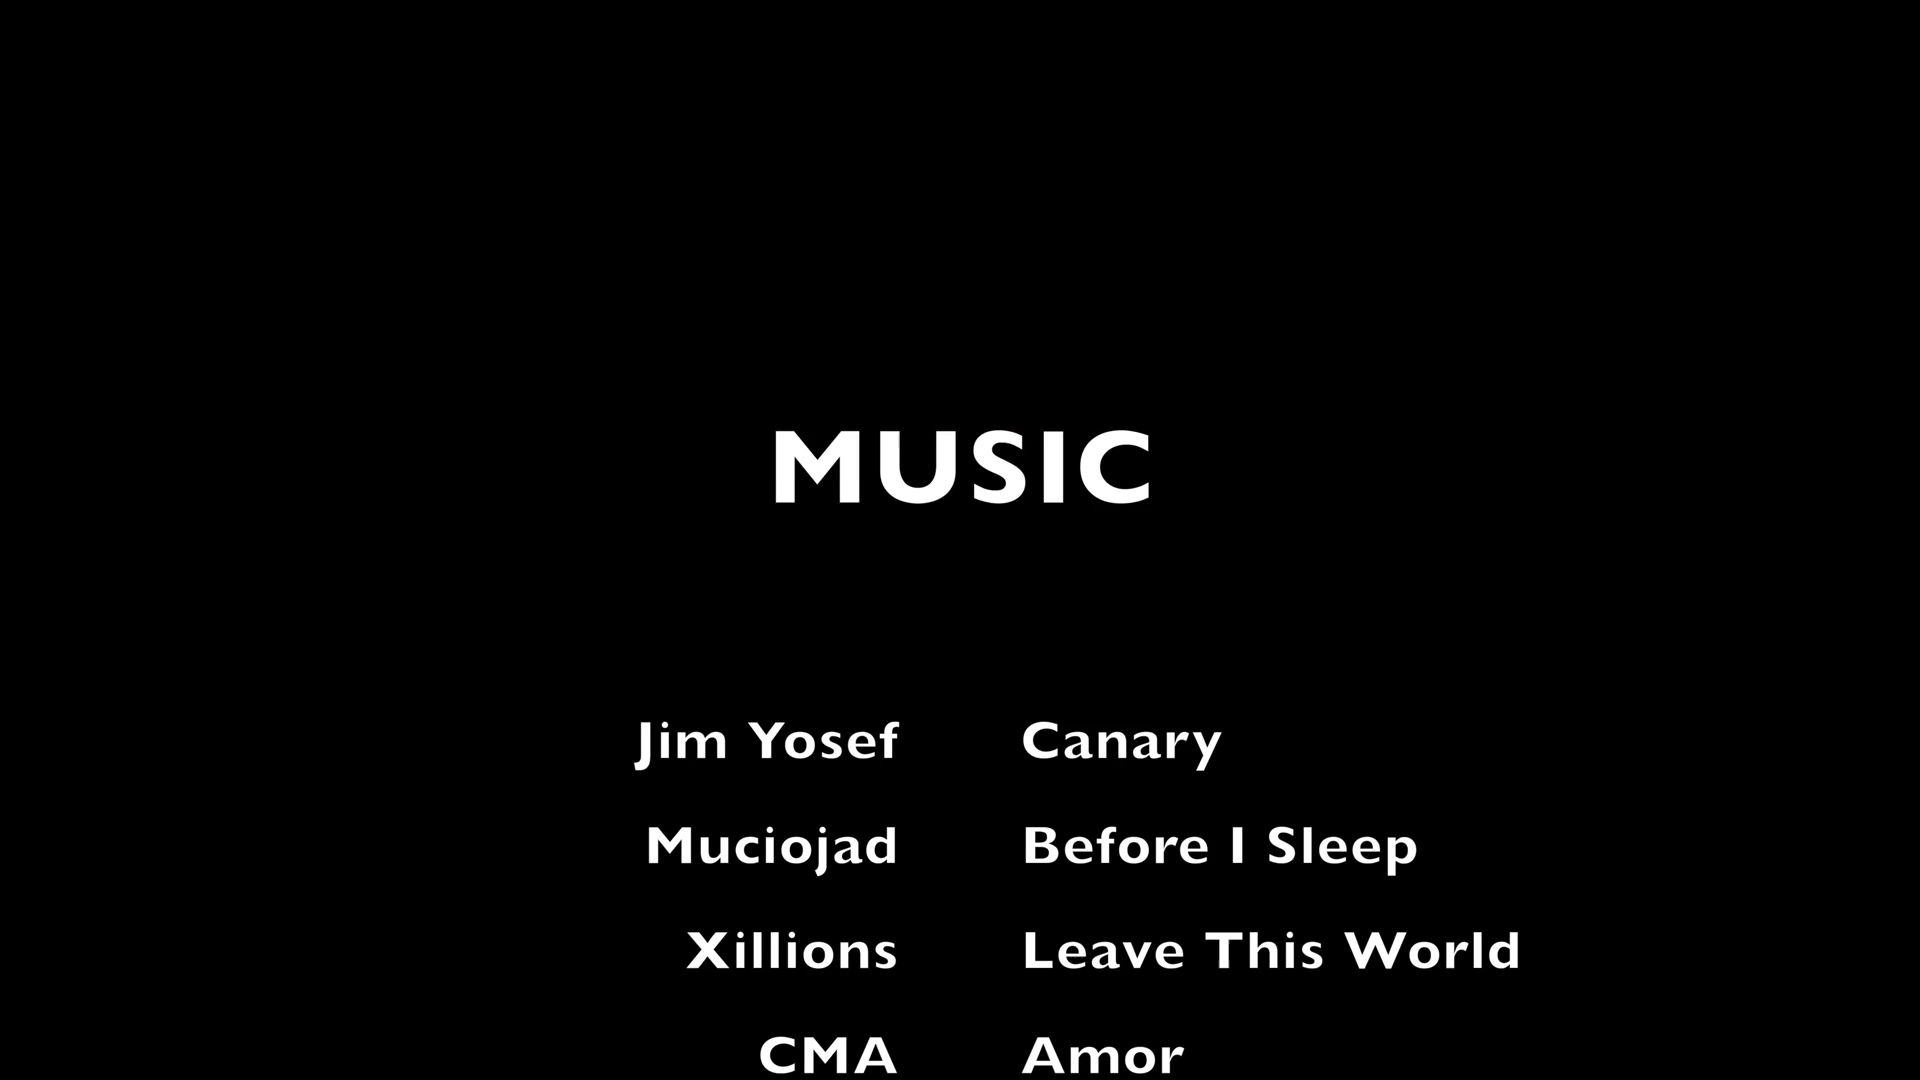 MUSIC
Jim Yosef Canary
Muciojad Before I Sleep
Xillions Leave This World
CMA Amor